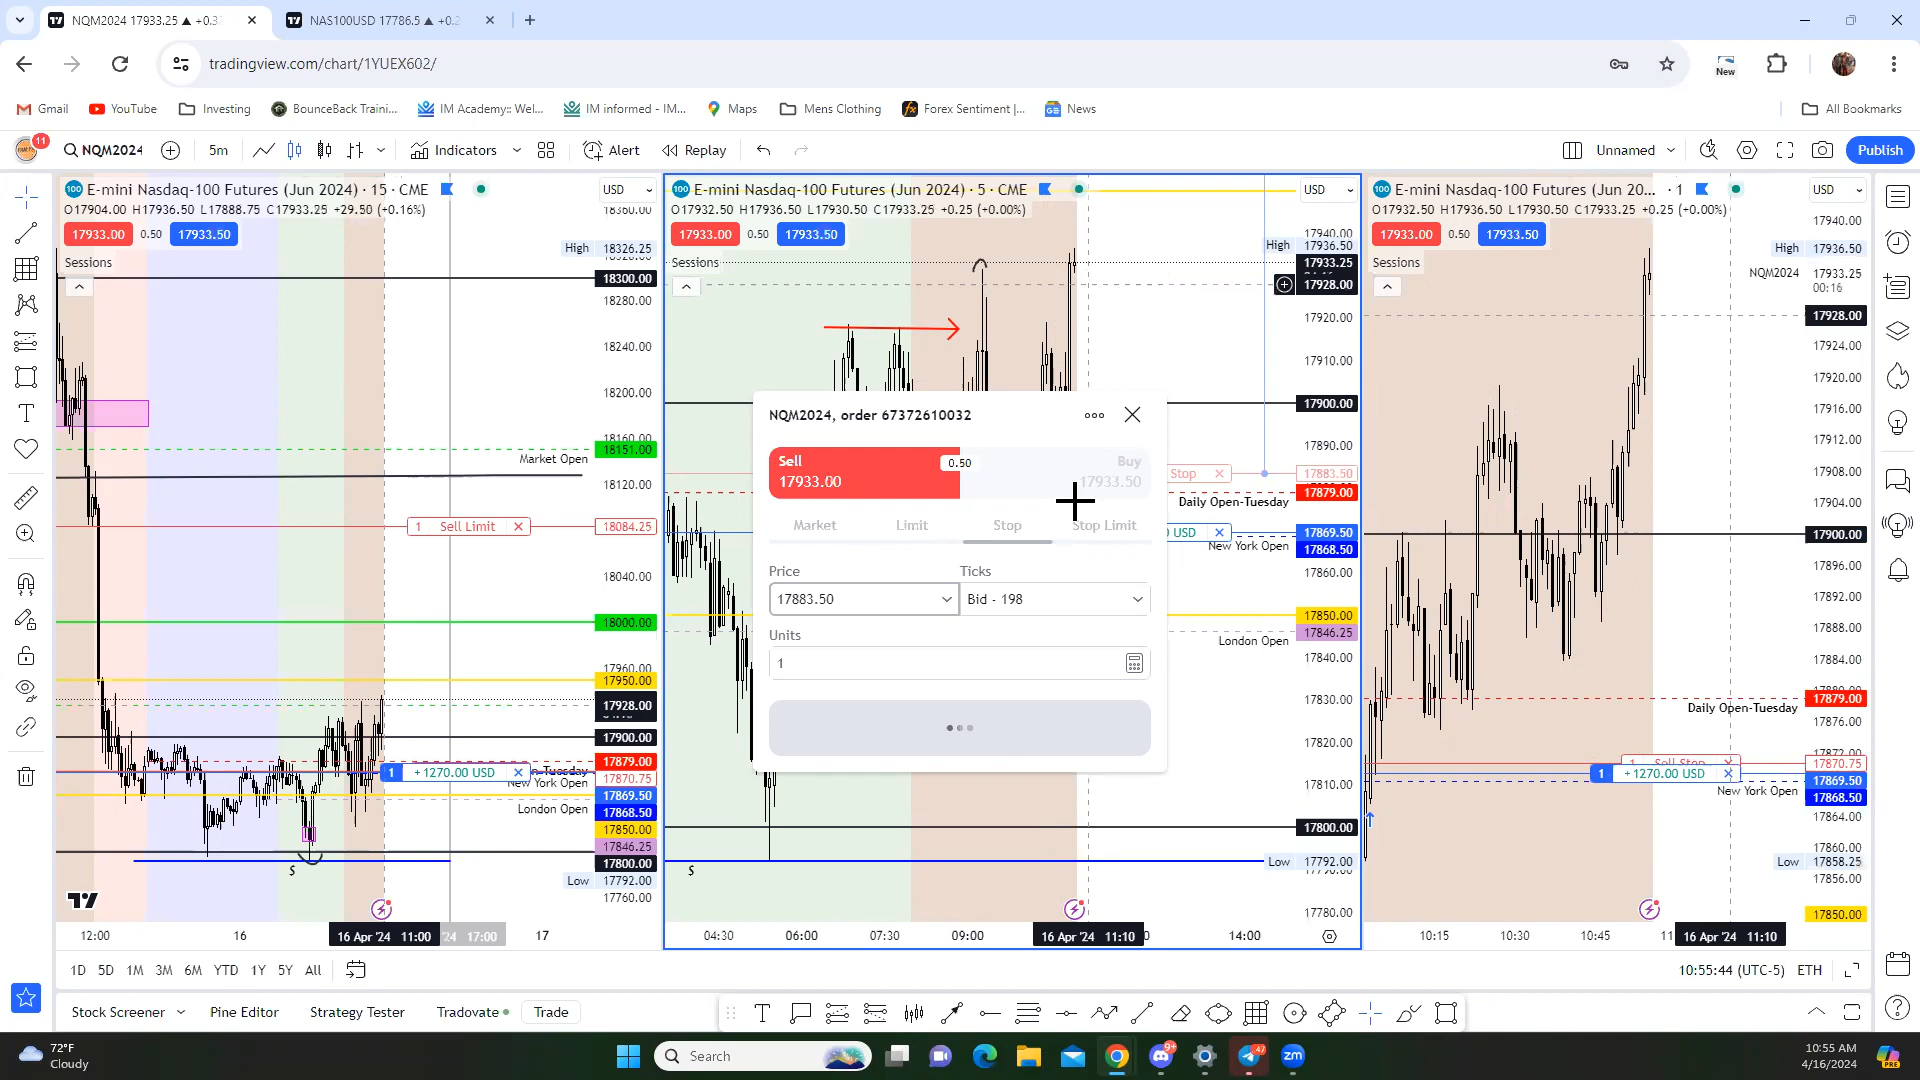 NQM2024 17933.25 ▲ +0.3
NAS100USD 17786.5 ▲ +0.2
tradingview.com/chart/1YUEX602/
New
Gmail
YouTube
Investing
BounceBack Traini...
IM Academy:: Wel...
IM informed - IM...
Maps
Mens Clothing
Forex Sentiment |...
News
All Bookmarks
11
NQM2024
5m
Indicators
Alert
Replay
Unnamed
Publish
E-mini Nasdaq-100 Futures (Jun 2024) · 15 · CME
USD
O17904.00 H17936.50 L17888.75 C17933.25 +29.50 (+0.16%)
17933.00
0.50
17933.50
Sessions
High 18326.25
18300.00
18280.00
18240.00
18200.00
18160.00
18151.00
Market Open
18120.00
1 Sell Limit
18084.25
18040.00
18000.00
17960.00
17950.00
17928.00
17900.00
17879.00
1 +1270.00 USD
17870.75
New York Open
17869.50
17868.50
London Open
17850.00
17846.25
17800.00
Low 17792.00
17760.00
$
12:00
16
16 Apr '24 11:00
'24 17:00
17
E-mini Nasdaq-100 Futures (Jun 2024) · 5 · CME
USD
O17932.50 H17936.50 L17930.50 C17933.25 +0.25 (+0.00%)
17933.00
0.50
17933.50
Sessions
17940.00
High 17936.50
17933.25
17928.00
17920.00
17910.00
17900.00
17890.00
Stop
17883.50
17879.00
Daily Open-Tuesday
USD
17869.50
New York Open
17868.50
17860.00
17850.00
17846.25
London Open
17840.00
17830.00
17820.00
17810.00
17800.00
Low 17792.00
17780.00
$
04:30
06:00
07:30
09:00
16 Apr '24 11:10
14:00
NQM2024, order 67372610032
Sell
17933.00
0.50
Buy
17933.50
Market
Limit
Stop
Stop Limit
Price
Ticks
17883.50
Bid - 198
Units
1
E-mini Nasdaq-100 Futures (Jun 20... · 1
USD
O17932.50 H17936.50 L17930.50 C17933.25 +0.25 (+0.00%)
17933.00
0.50
17933.50
Sessions
17940.00
High 17936.50
NQM2024 17933.25
00:16
17928.00
17924.00
17920.00
17916.00
17912.00
17908.00
17904.00
17900.00
17896.00
17892.00
17888.00
17884.00
17879.00
Daily Open-Tuesday
17876.00
17872.00
1 Sell Stop
17870.75
1 +1270.00 USD
17869.50
New York Open
17868.50
17864.00
17860.00
Low 17858.25
17856.00
17850.00
10:15
10:30
10:45
11
16 Apr '24 11:10
1D
5D
1M
3M
6M
YTD
1Y
5Y
All
10:55:44 (UTC-5)
ETH
Stock Screener
Pine Editor
Strategy Tester
Tradovate
Trade
72°F
Cloudy
Search
9+
47
zm
10:55 AM
4/16/2024
PRE